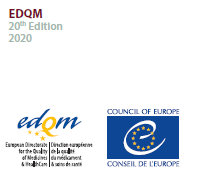 EDQM
20th Edition
2020
edqm
European Directorate | Direction européenne
for the Quality | de la qualité
of Medicines | du médicament
& HealthCare | & soins de santé
COUNCIL OF EUROPE
CONSEIL DE L'EUROPE